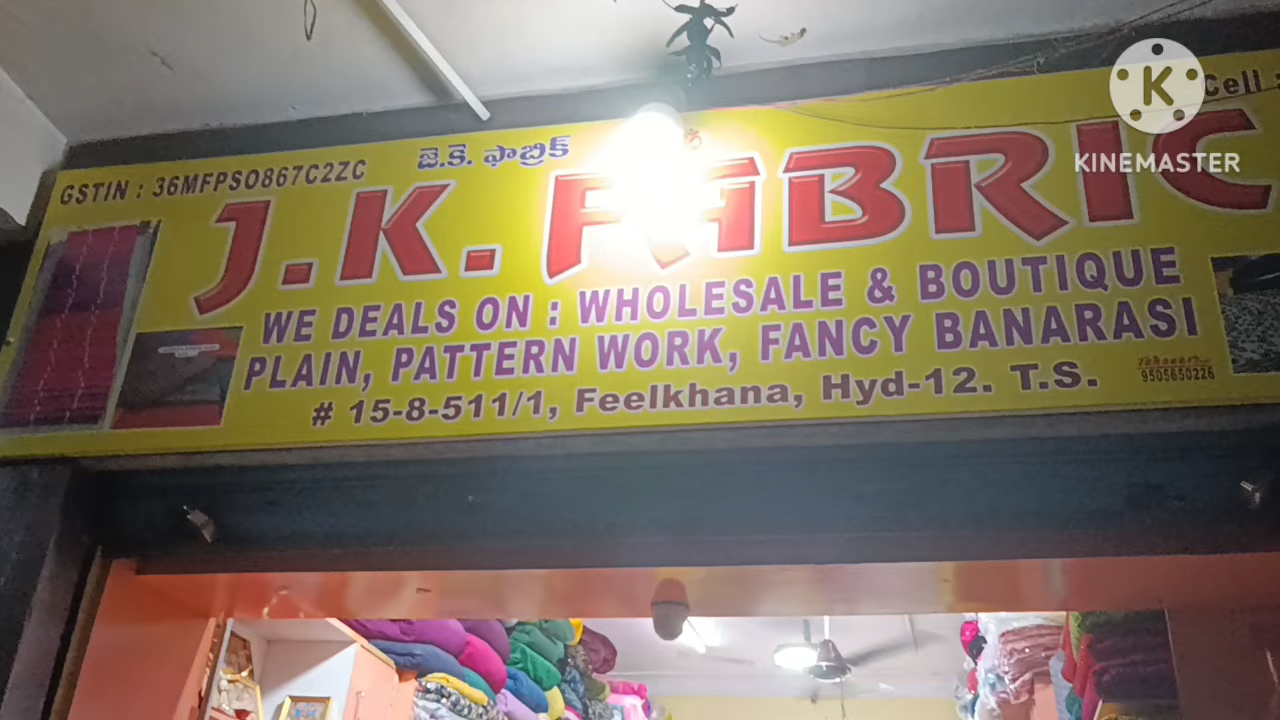 Cell :
K
KINEMASTER
GSTIN : 36MFPSO867C2ZC
జె.కె. ఫాబ్రిక్
J.K. FABRIC
WE DEALS ON : WHOLESALE & BOUTIQUE
PLAIN, PATTERN WORK, FANCY BANARASI
# 15-8-511/1, Feelkhana, Hyd-12. T.S.
9505650226